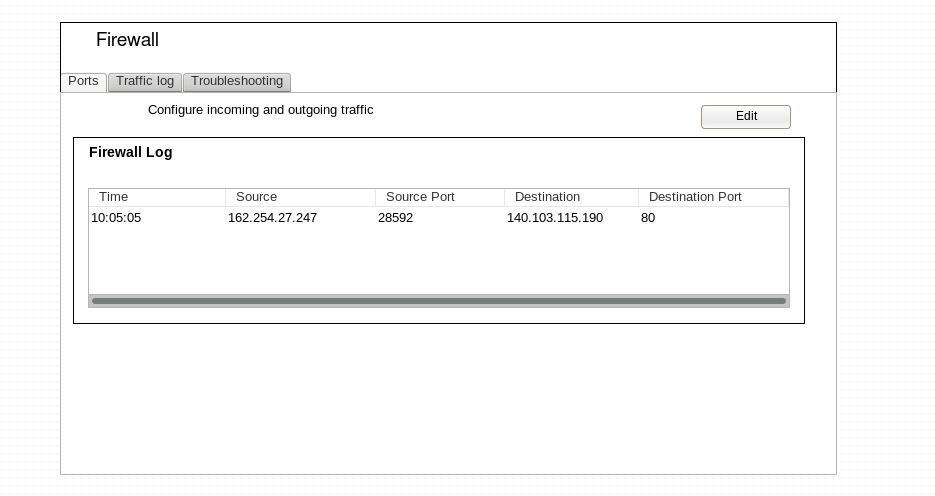 Firewall
Ports Traffic log Troubleshooting
Configure incoming and outgoing traffic
Edit
Firewall Log
Time Source Source Port Destination Destination Port
10:05:05 162.254.27.247 28592 140.103.115.190 80